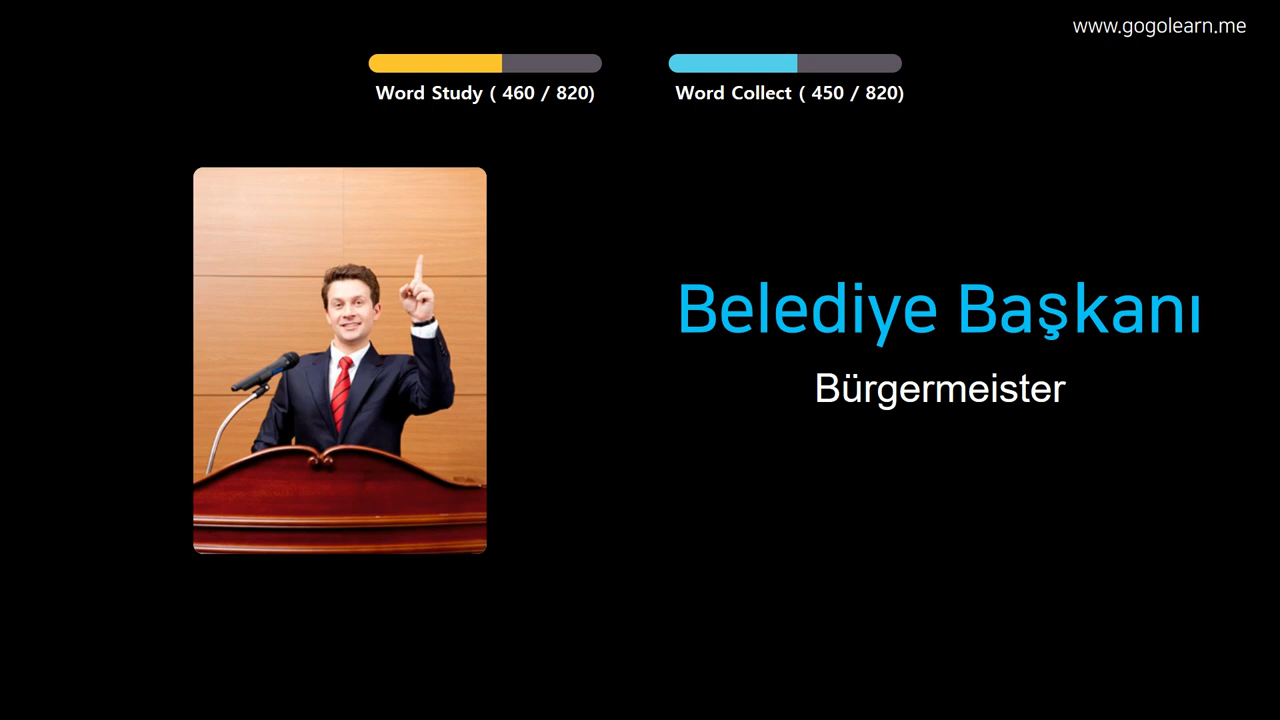 www.gogolearn.me
Word Study ( 460 / 820)
Word Collect ( 450 / 820)
Belediye Başkanı
Bürgermeister